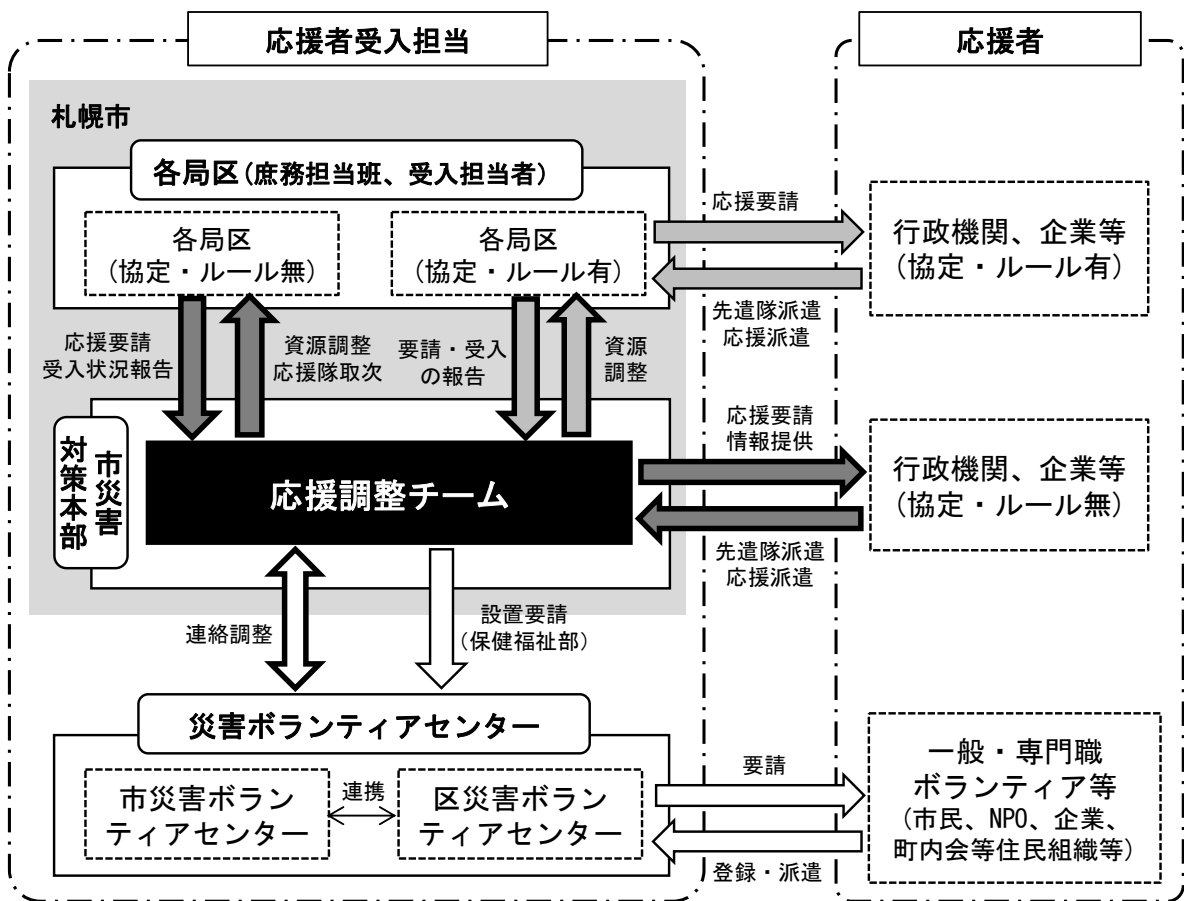 応援者受入担当
応援者
札幌市
各局区(庶務担当班、受入担当者)
各局区
(協定・ルール無)
各局区
(協定・ルール有)
応援要請
先遣隊派遣
応援派遣
行政機関、企業等
(協定・ルール有)
応援要請
受入状況報告
資源調整
応援隊取次
要請・受入
の報告
資源
調整
市災害
対策本部
応援調整チーム
応援要請
情報提供
先遣隊派遣
応援派遣
行政機関、企業等
(協定・ルール無)
連絡調整
設置要請
(保健福祉部)
災害ボランティアセンター
市災害ボラン
ティアセンター
連携
区災害ボラン
ティアセンター
要請
登録・派遣
一般・専門職
ボランティア等
(市民、NPO、企業、
町内会等住民組織等)